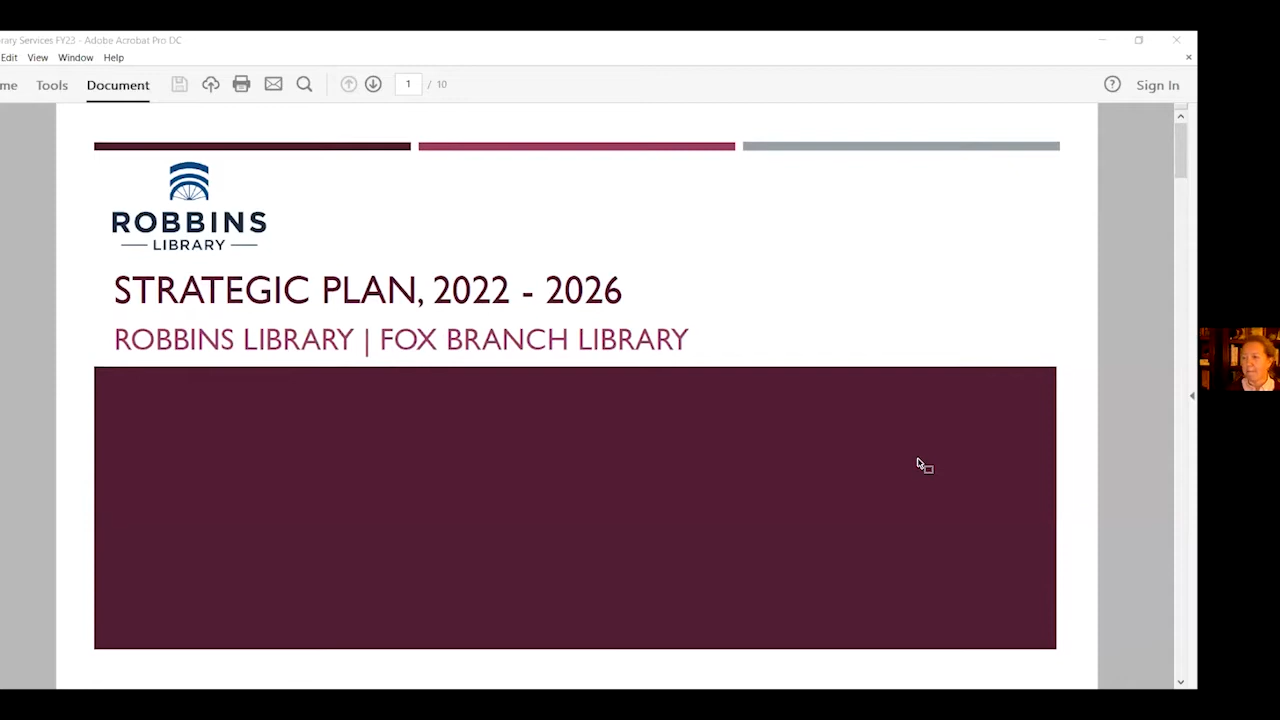 rary Services FY23 - Adobe Acrobat Pro DC
Edit View Window Help
me Tools Document 1 / 10 Sign In
ROBBINS
LIBRARY
STRATEGIC PLAN, 2022 - 2026
ROBBINS LIBRARY | FOX BRANCH LIBRARY